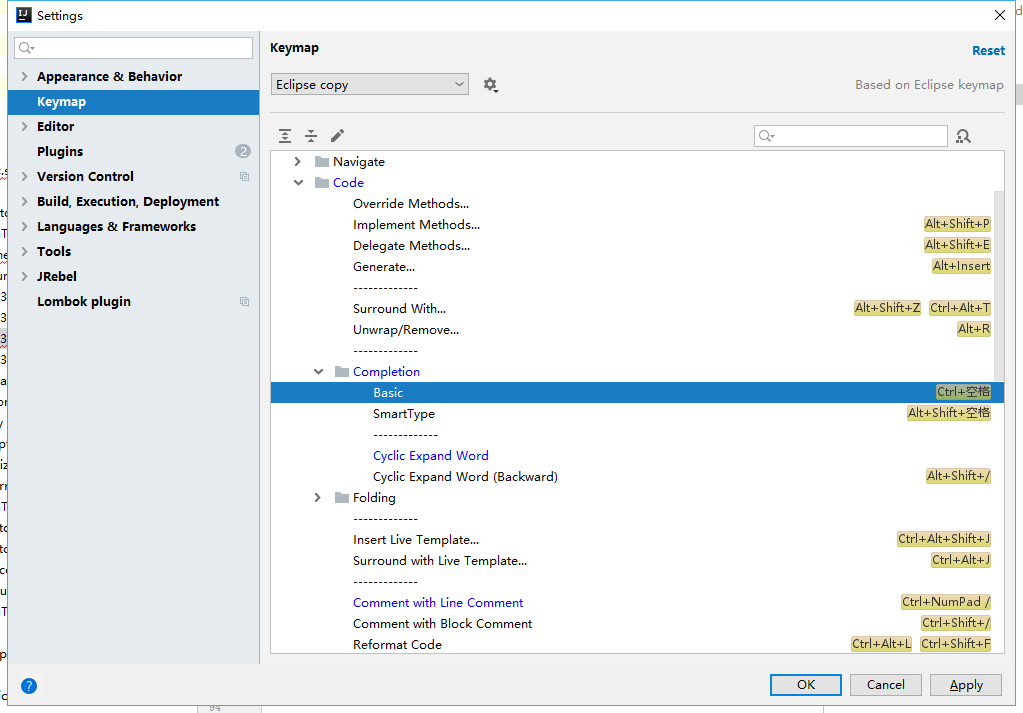 Settings
Appearance & Behavior
Keymap
Editor
Plugins 2
Version Control
Build, Execution, Deployment
Languages & Frameworks
Tools
JRebel
Lombok plugin
Keymap
Reset
Eclipse copy
Based on Eclipse keymap
Navigate
Code
Override Methods...
Implement Methods... Alt+Shift+P
Delegate Methods... Alt+Shift+E
Generate... Alt+Insert
-------------
Surround With... Alt+Shift+Z Ctrl+Alt+T
Unwrap/Remove... Alt+R
-------------
Completion
Basic Ctrl+空格
SmartType Alt+Shift+空格
-------------
Cyclic Expand Word
Cyclic Expand Word (Backward) Alt+Shift+/
Folding
-------------
Insert Live Template... Ctrl+Alt+Shift+J
Surround with Live Template... Ctrl+Alt+J
-------------
Comment with Line Comment Ctrl+NumPad /
Comment with Block Comment Ctrl+Shift+/
Reformat Code Ctrl+Alt+L Ctrl+Shift+F
? OK Cancel Apply
94